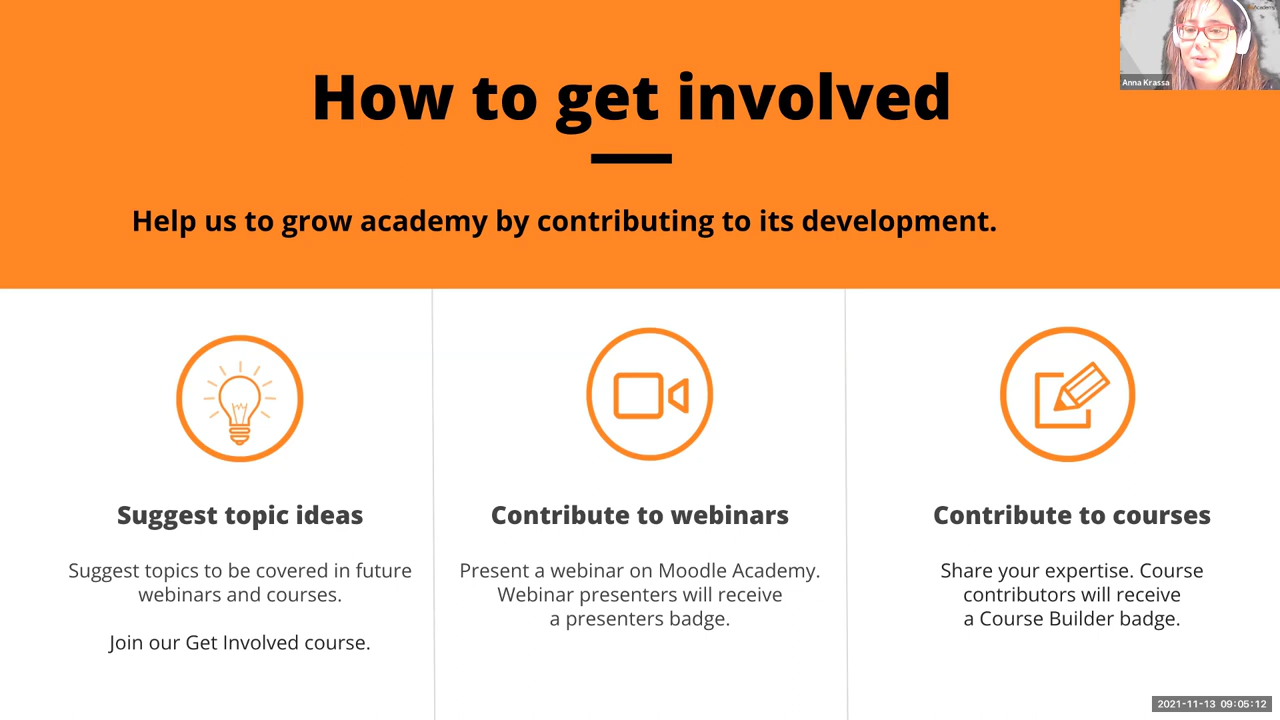 How to get involved
Help us to grow academy by contributing to its development.
Anna Krassa
Suggest topic ideas
Suggest topics to be covered in future
webinars and courses.
Join our Get Involved course.
Contribute to webinars
Present a webinar on Moodle Academy.
Webinar presenters will receive
a presenters badge.
Contribute to courses
Share your expertise. Course
contributors will receive
a Course Builder badge.
2021-11-13 09:05:12